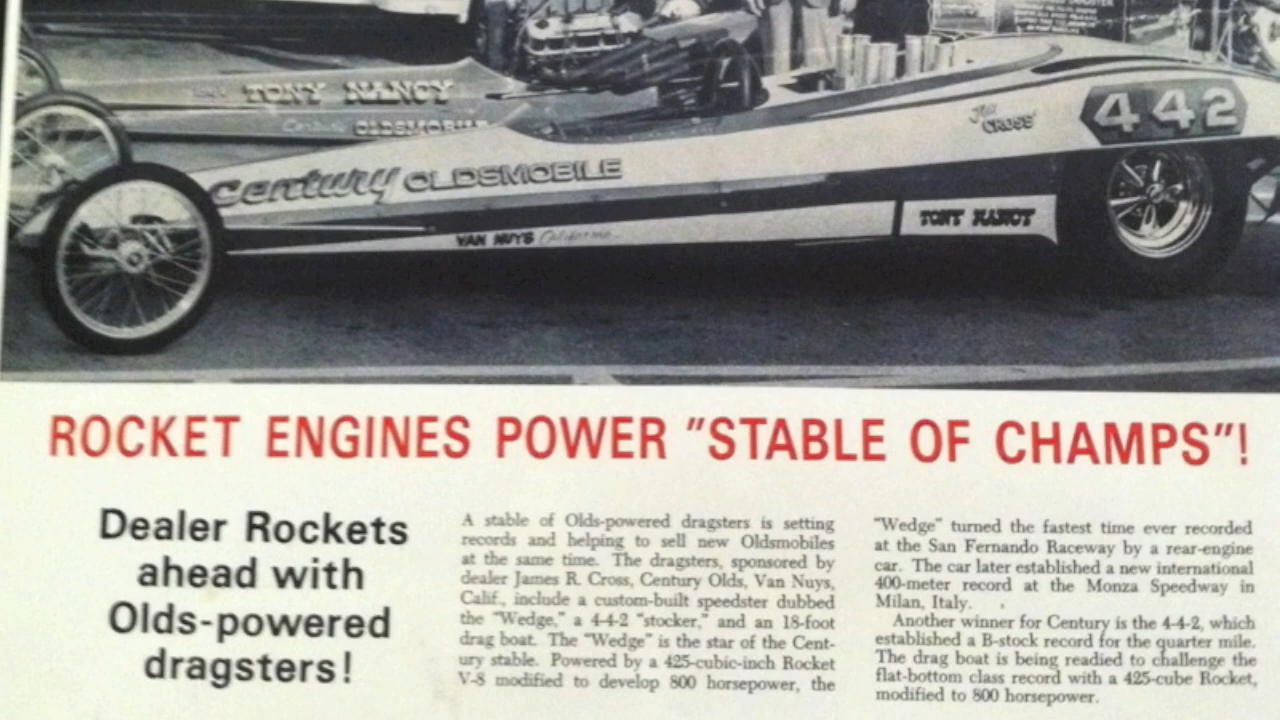 TONY NANCY
OLDSMOBILE
Century OLDSMOBILE
VAN NUYS California
Jim CROSS
442
TONY NANCY
ROCKET ENGINES POWER "STABLE OF CHAMPS"!
Dealer Rockets
ahead with
Olds-powered
dragsters!
A stable of Olds-powered dragsters is setting
records and helping to sell new Oldsmobiles
at the same time. The dragsters, sponsored by
dealer James R. Cross, Century Olds, Van Nuys,
Calif., include a custom-built speedster dubbed
the "Wedge," a 4-4-2 "stocker," and an 18-foot
drag boat. The "Wedge" is the star of the Cent-
ury stable. Powered by a 425-cubic-inch Rocket
V-8 modified to develop 800 horsepower, the
"Wedge" turned the fastest time ever recorded
at the San Fernando Raceway by a rear-engine
car. The car later established a new international
400-meter record at the Monza Speedway in
Milan, Italy.
Another winner for Century is the 4-4-2, which
established a B-stock record for the quarter mile.
The drag boat is being readied to challenge the
flat-bottom class record with a 425-cube Rocket,
modified to 800 horsepower.